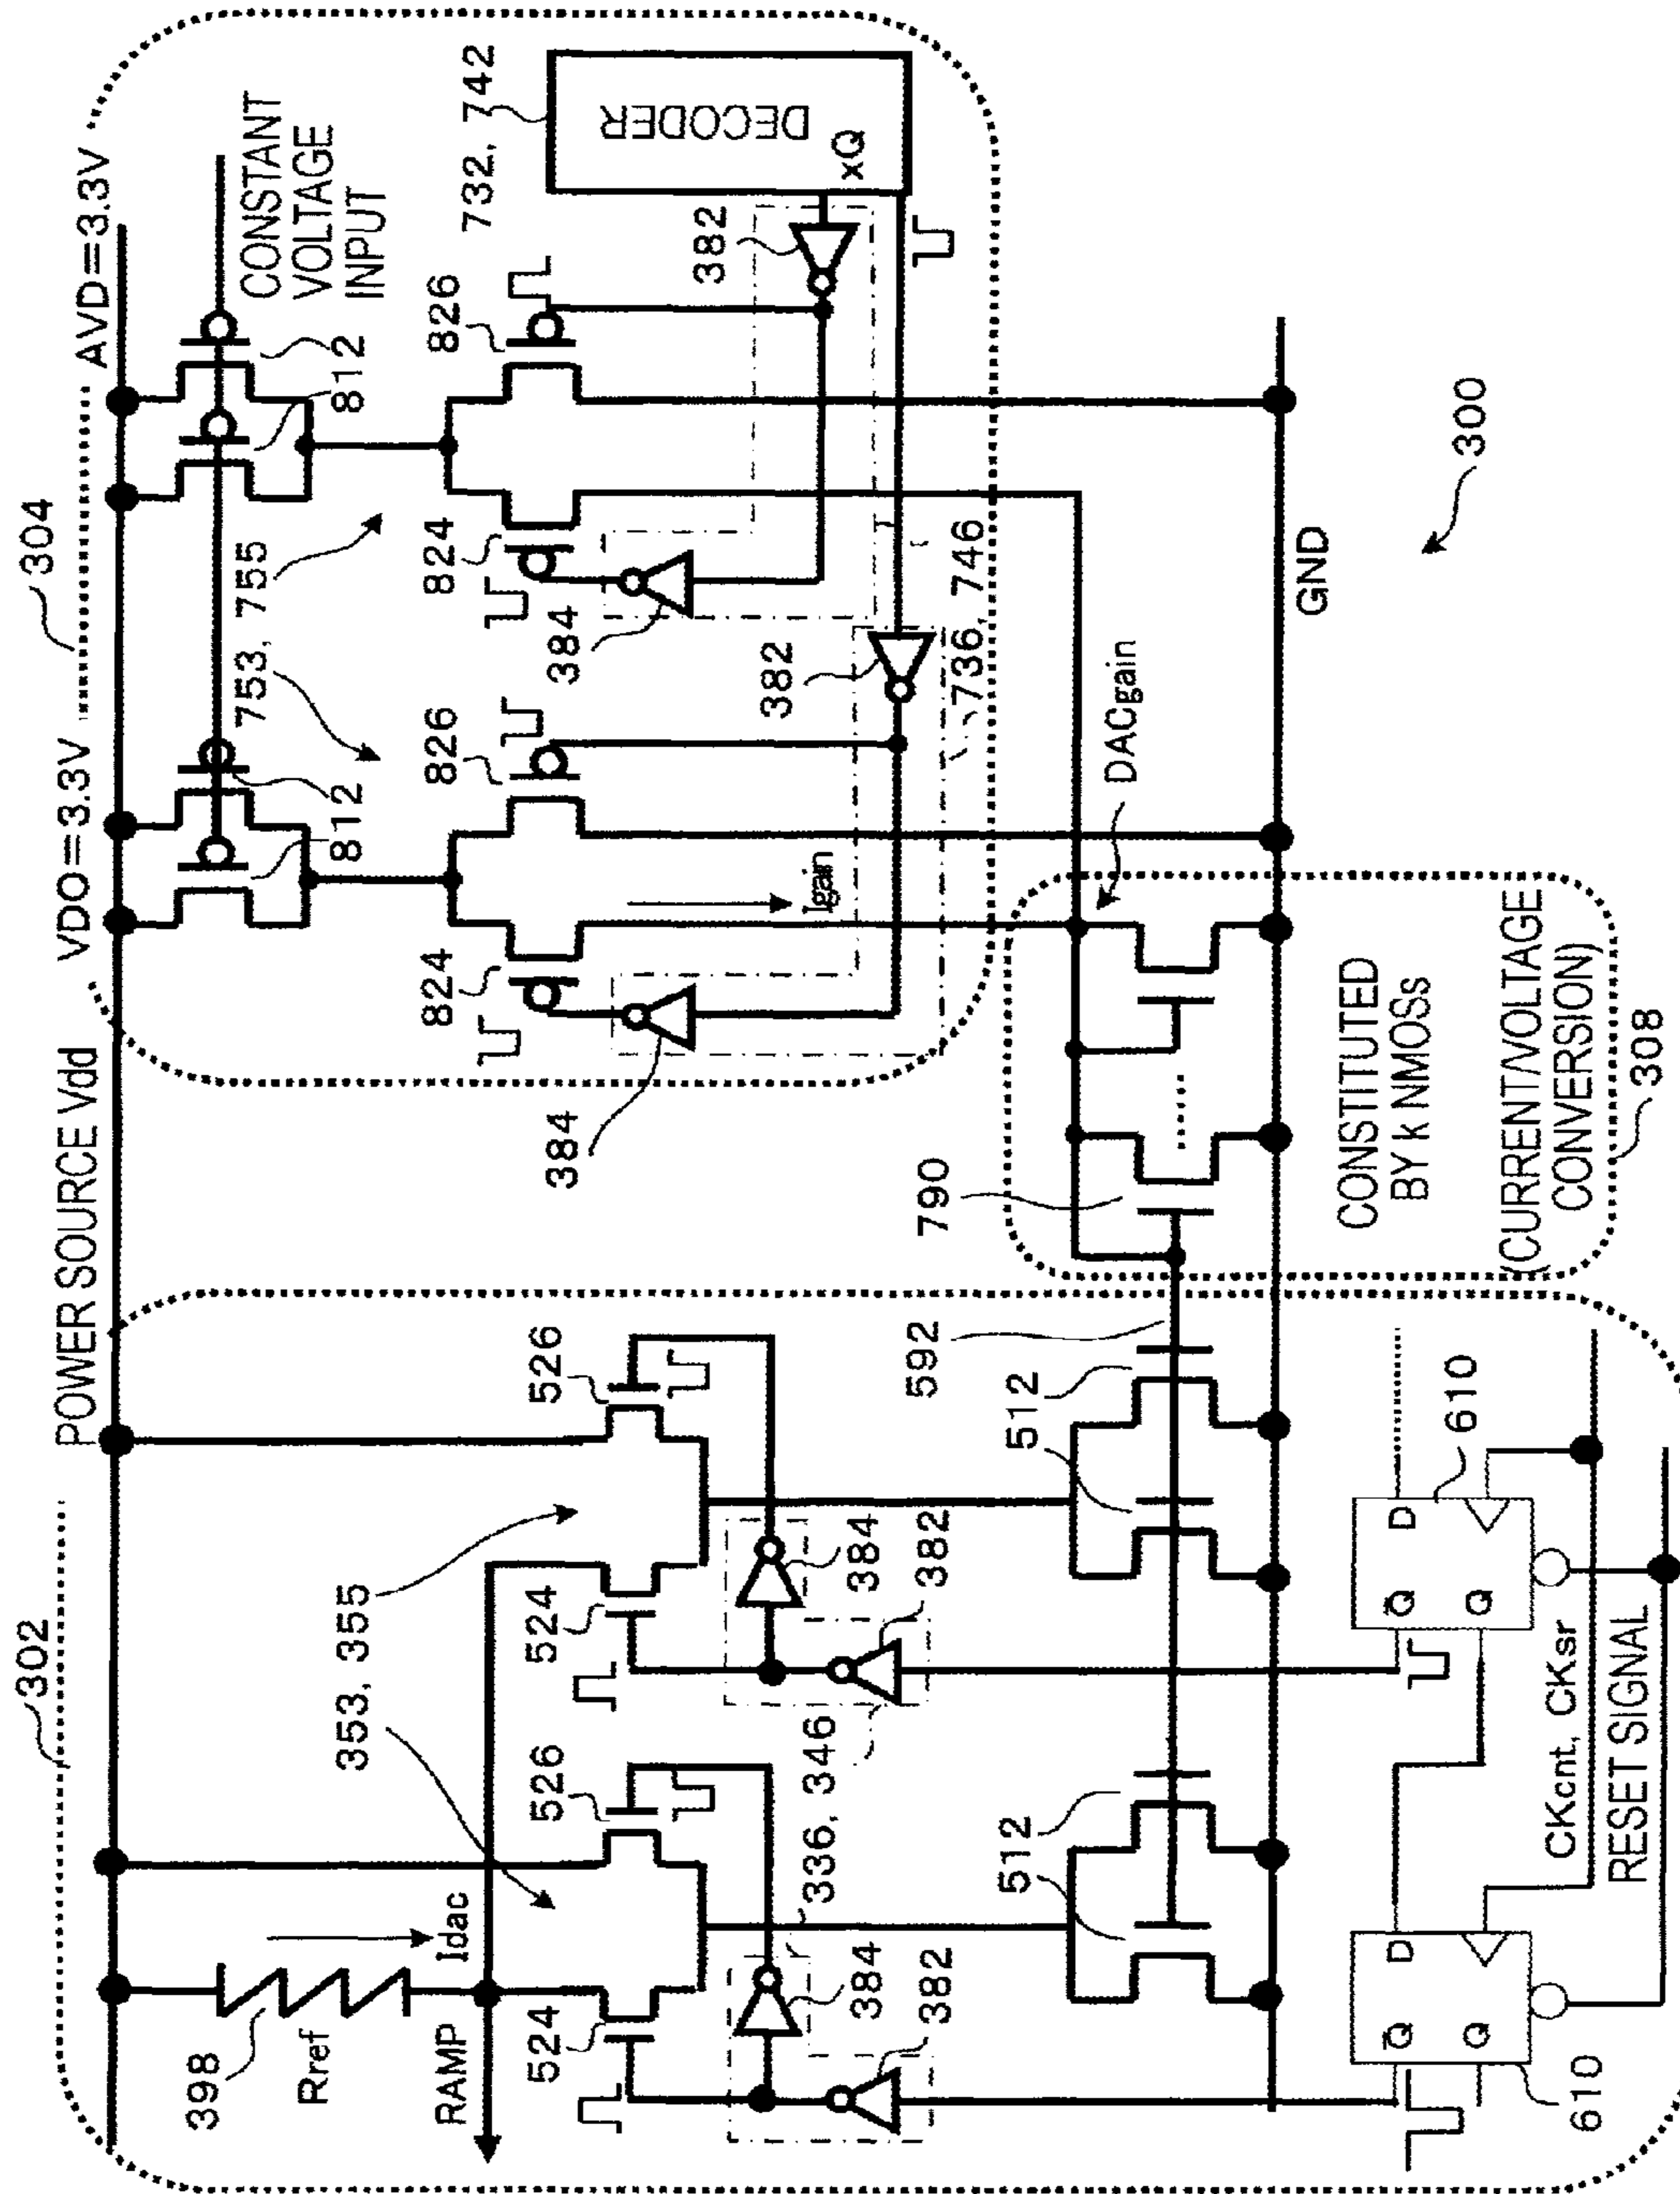 302
POWER SOURCE Vdd
VDO=3.3V
304
AVD=3.3V
398
Rref
Idac
RAMP
353, 355
524
526
524
526
336, 346
384
382
384
382
512
512
592
Q
D
Q
610
Q
D
Q
610
CKcnt, CKsr
RESET SIGNAL
812
812
CONSTANT
VOLTAGE
INPUT
753, 755
824
826
824
826
732, 742
DECODER
xQ
382
384
382
384
736, 746
Igain
DACgain
GND
790
CONSTITUTED
BY k NMOSs
(CURRENT/VOLTAGE
CONVERSION)
308
300